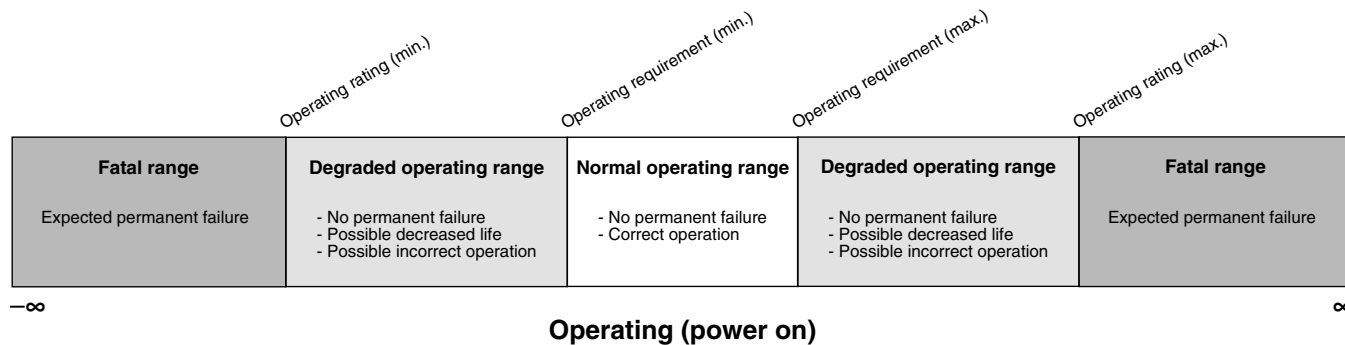 Operating rating (min.)
Operating requirement (min.)
Operating requirement (max.)
Operating rating (max.)
Fatal range
Expected permanent failure
Degraded operating range
- No permanent failure
- Possible decreased life
- Possible incorrect operation
Normal operating range
- No permanent failure
- Correct operation
Degraded operating range
- No permanent failure
- Possible decreased life
- Possible incorrect operation
Fatal range
Expected permanent failure
–∞
∞
Operating (power on)